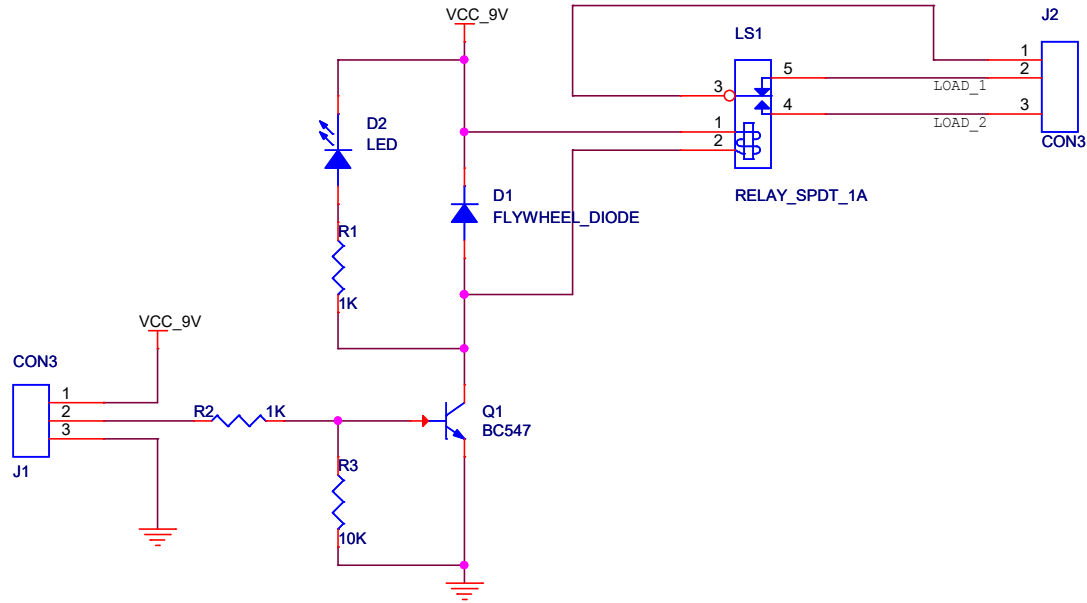 VCC_9V
J2
LS1
1
5
2
3
LOAD_1
D2
4
3
LED
1
LOAD_2
2
CON3
D1
RELAY_SPDT_1A
FLYWHEEL_DIODE
R1
1K
VCC_9V
CON3
1
2
R2
1K
Q1
3
BC547
J1
R3
10K